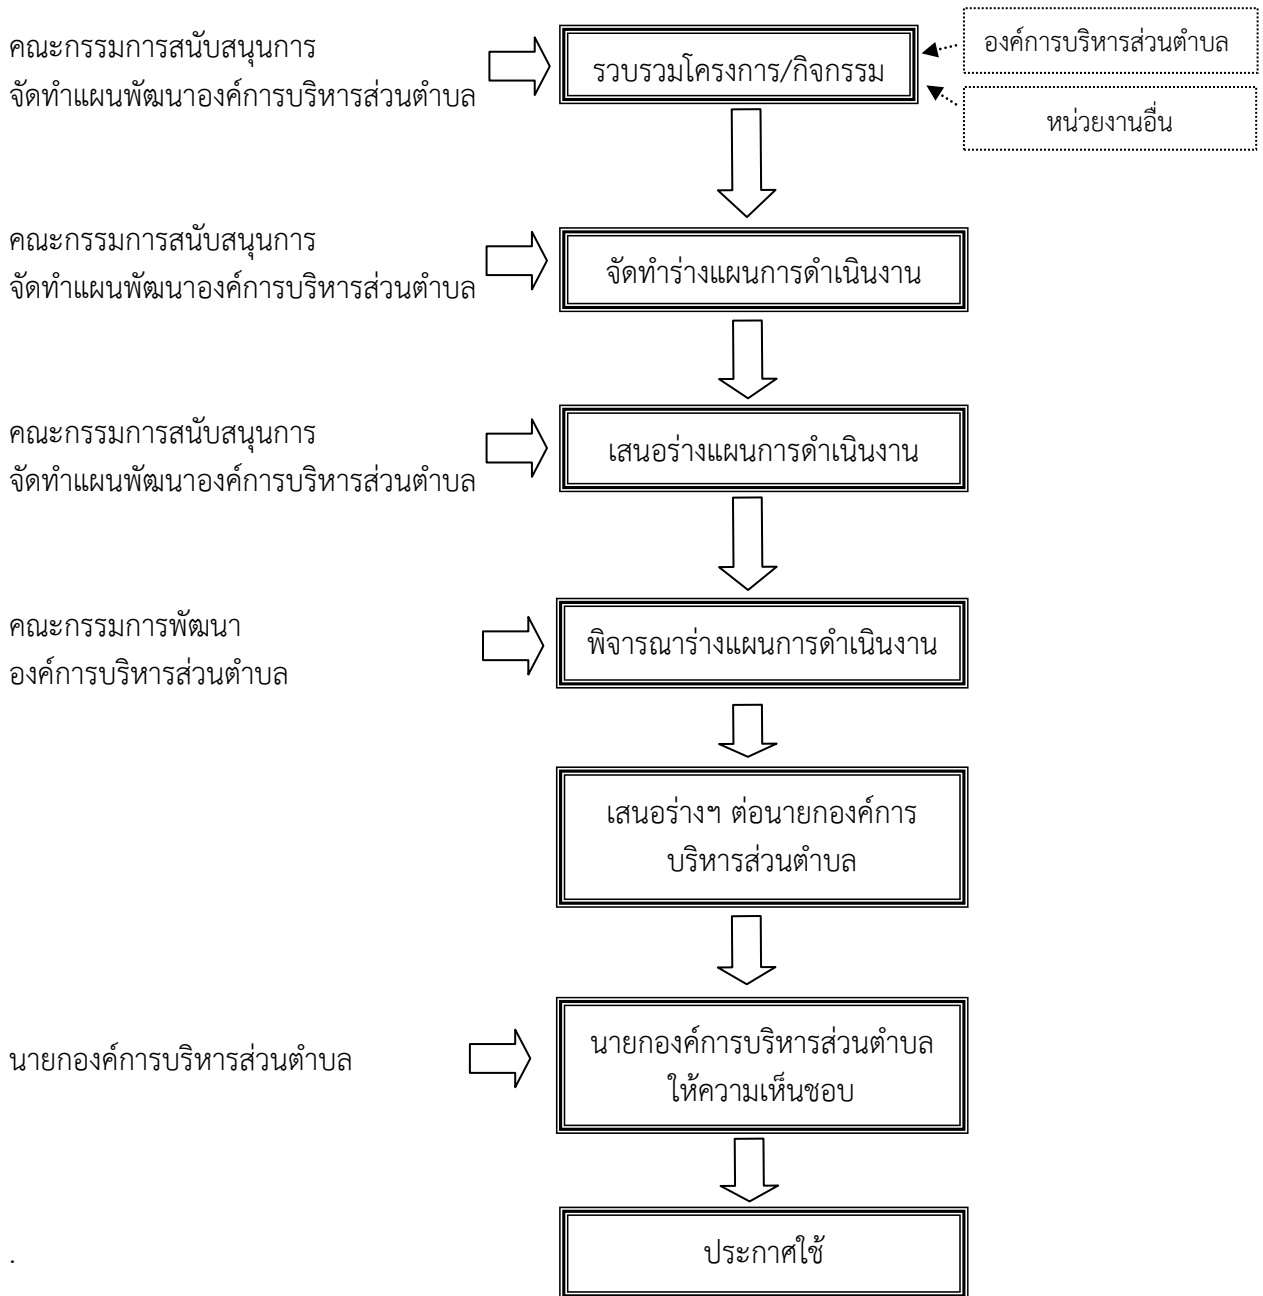 คณะกรรมการสนับสนุนการ
จัดทำแผนพัฒนาองค์การบริหารส่วนตำบล
รวบรวมโครงการ/กิจกรรม
องค์การบริหารส่วนตำบล
หน่วยงานอื่น
คณะกรรมการสนับสนุนการ
จัดทำแผนพัฒนาองค์การบริหารส่วนตำบล
จัดทำร่างแผนการดำเนินงาน
คณะกรรมการสนับสนุนการ
จัดทำแผนพัฒนาองค์การบริหารส่วนตำบล
เสนอร่างแผนการดำเนินงาน
คณะกรรมการพัฒนา
องค์การบริหารส่วนตำบล
พิจารณาร่างแผนการดำเนินงาน
เสนอร่างฯ ต่อนายกองค์การ
บริหารส่วนตำบล
นายกองค์การบริหารส่วนตำบล
นายกองค์การบริหารส่วนตำบล
ให้ความเห็นชอบ
.
ประกาศใช้